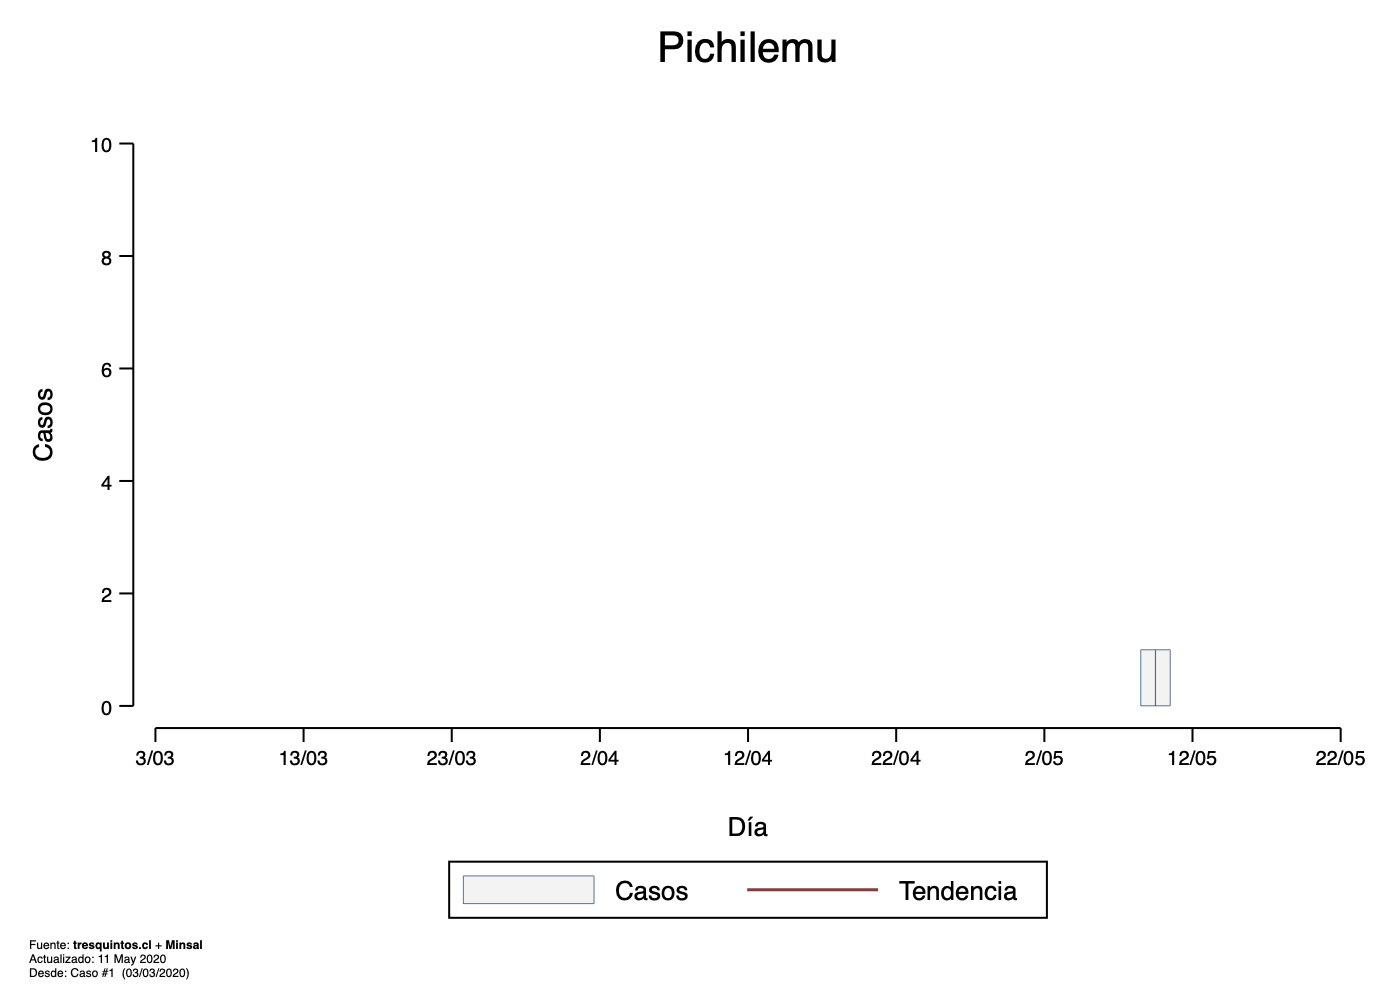 Pichilemu
10
8
6
4
2
0
Casos
3/03 13/03 23/03 2/04 12/04 22/04 2/05 12/05 22/05
Día
Casos Tendencia
Fuente: tresquintos.cl + Minsal
Actualizado: 11 May 2020
Desde: Caso #1 (03/03/2020)